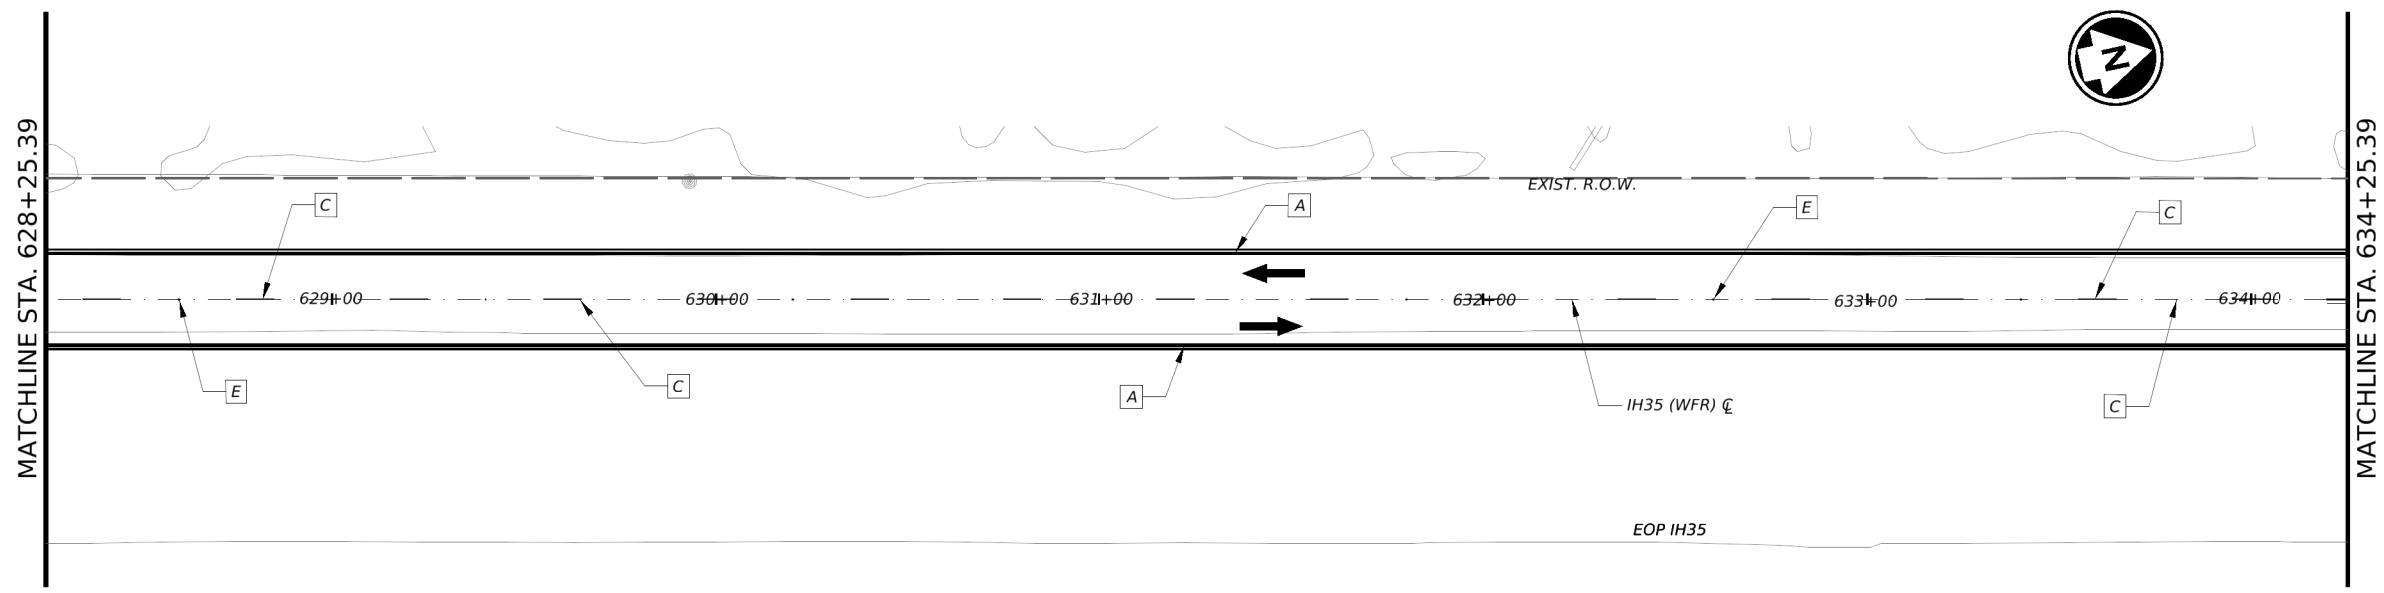 N
MATCHLINE STA. 628+25.39
MATCHLINE STA. 634+25.39
EXIST. R.O.W.
C
A
E
C
629+00
630+00
631+00
632+00
633+00
634+00
E
C
A
IH35 (WFR) ℄
C
EOP IH35